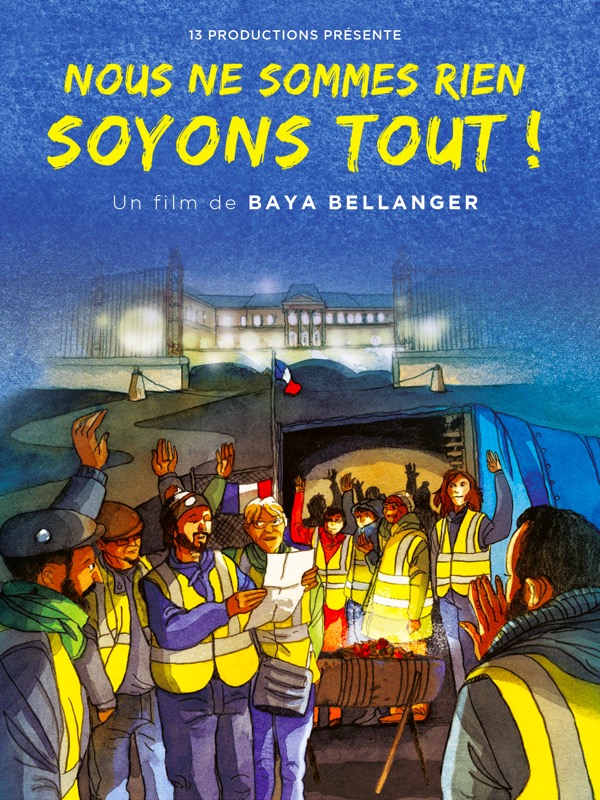 13 PRODUCTIONS PRÉSENTE
NOUS NE SOMMES RIEN
SOYONS TOUT !
Un film de BAYA BELLANGER